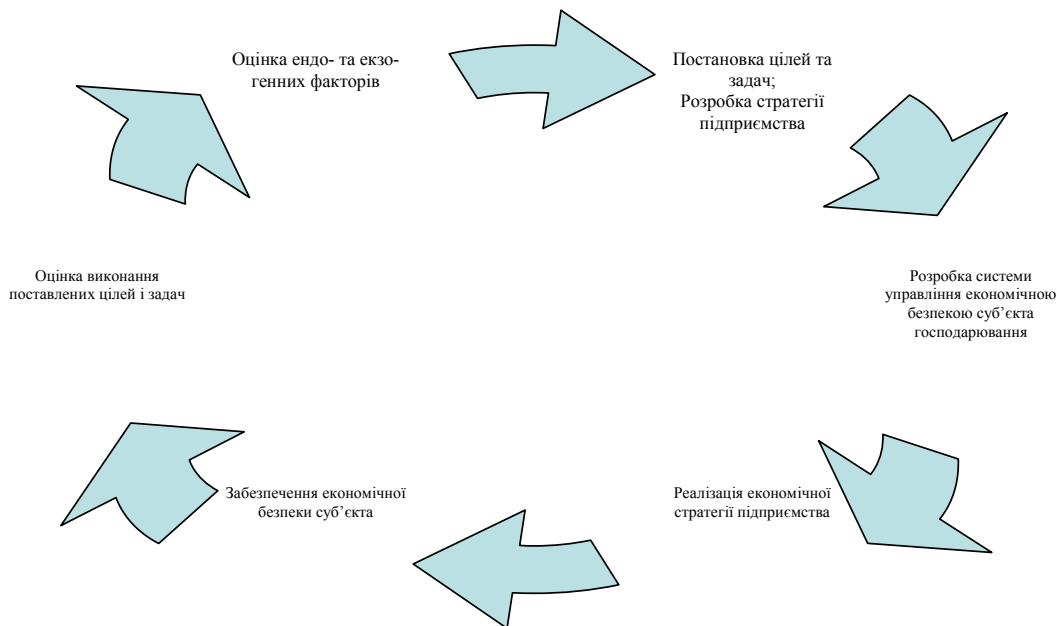 Оцінка ендо- та екзо-
генних факторів
Постановка цілей та
задач;
Розробка стратегії
підприємства
Розробка системи
управління економічною
безпекою суб’єкта
господарювання
Реалізація економічної
стратегії підприємства
Забезпечення економічної
безпеки суб’єкта
Оцінка виконання
поставлених цілей і задач